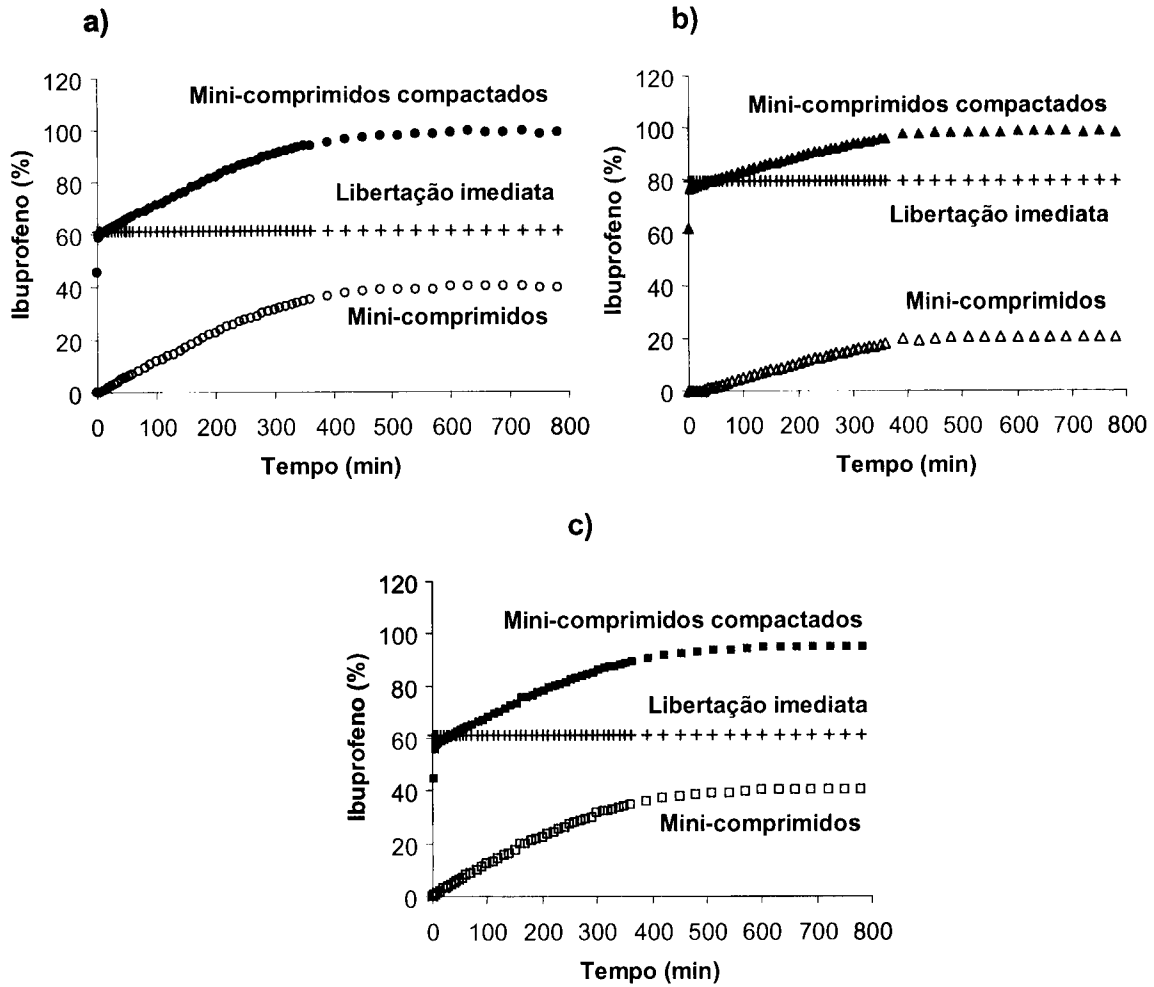 a)
120
100
80
60
40
20
0
Ibuprofeno (%)
Mini-comprimidos compactados
Libertação imediata
Mini-comprimidos
0 100 200 300 400 500 600 700 800
Tempo (min)
b)
120
100
80
60
40
20
0
Ibuprofeno (%)
Mini-comprimidos compactados
Libertação imediata
Mini-comprimidos
0 100 200 300 400 500 600 700 800
Tempo (min)
c)
120
100
80
60
40
20
0
Ibuprofeno (%)
Mini-comprimidos compactados
Libertação imediata
Mini-comprimidos
0 100 200 300 400 500 600 700 800
Tempo (min)